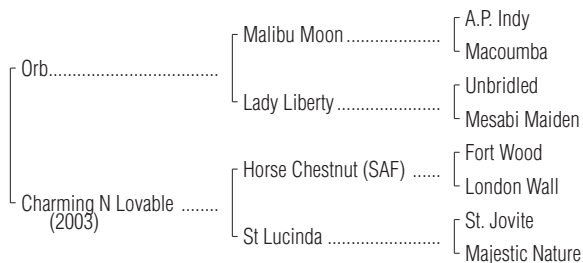 A.P. Indy
Malibu Moon ....................
Macoumba
Orb.....................................
Unbridled
Lady Liberty ......................
Mesabi Maiden
Fort Wood
Horse Chestnut (SAF) ......
London Wall
Charming N Lovable ........
(2003)
St. Jovite
St Lucinda ........................
Majestic Nature